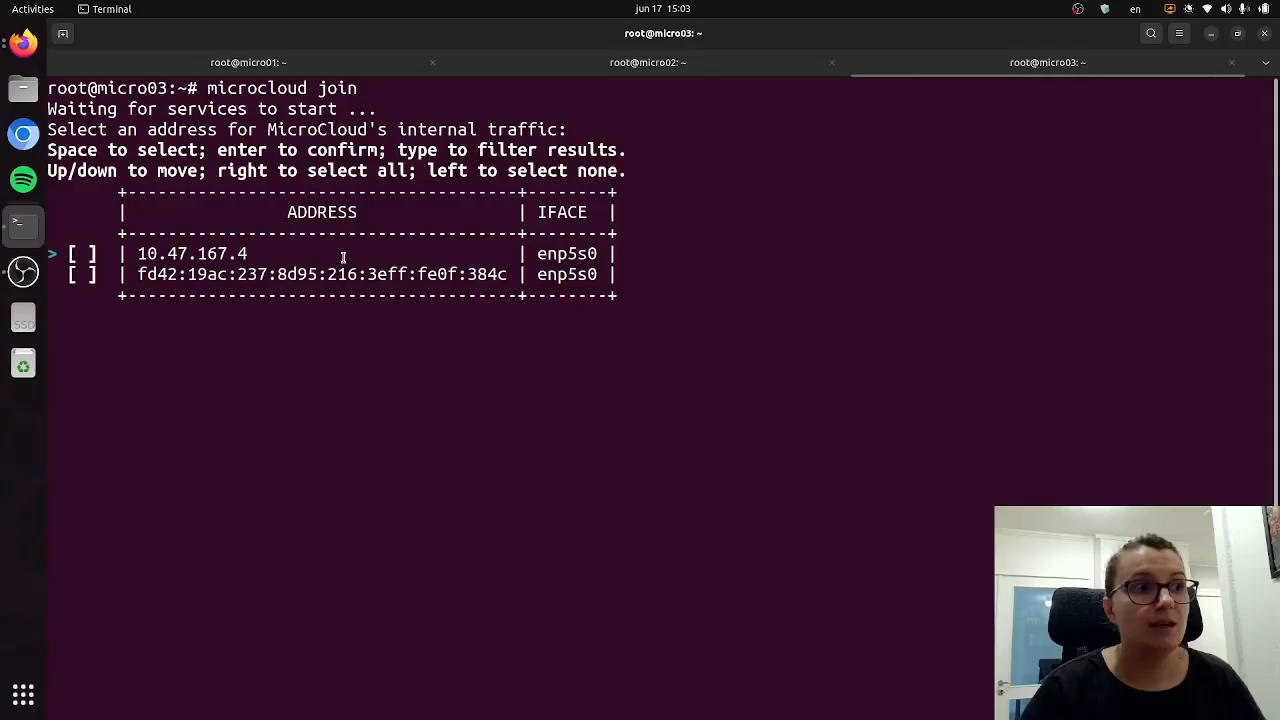 Activities
Terminal
jun 17 15:03
en
root@micro03: ~
root@micro01: ~
root@micro02: ~
root@micro03: ~
root@micro03:~# microcloud join
Waiting for services to start ...
Select an address for MicroCloud's internal traffic:
Space to select; enter to confirm; type to filter results.
Up/down to move; right to select all; left to select none.
+----------------------------------------+--------+
| ADDRESS | IFACE |
+----------------------------------------+--------+
> [ ] | 10.47.167.4 | enp5s0 |
[ ] | fd42:19ac:237:8d95:216:3eff:fe0f:384c | enp5s0 |
+----------------------------------------+--------+
SSD